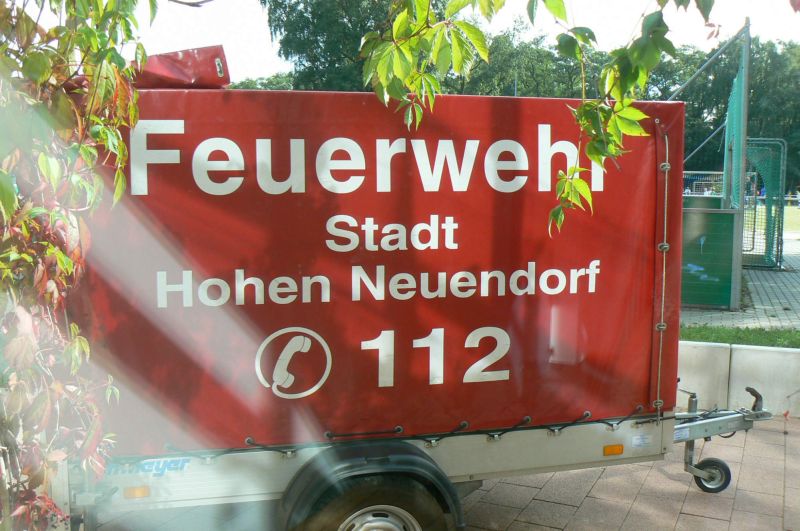 Feuerwehr
Stadt
Hohen Neuendorf
112